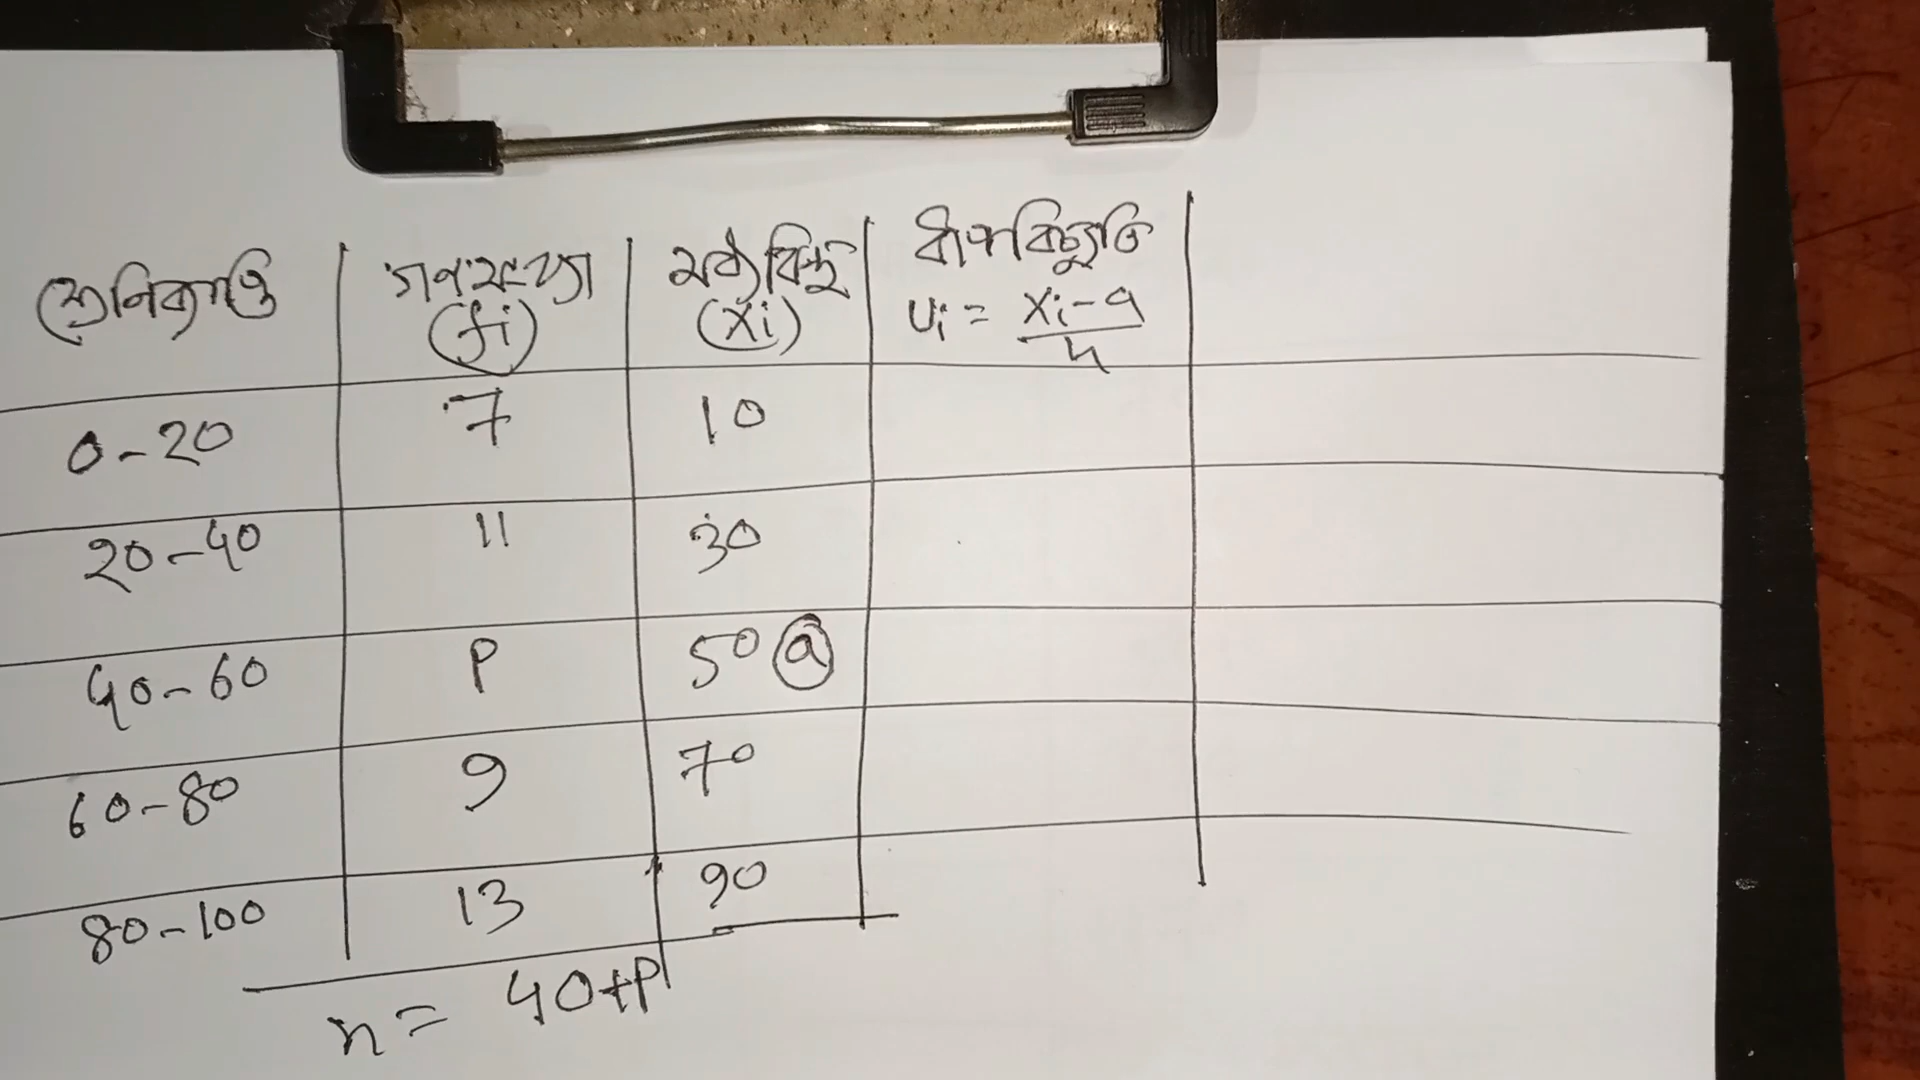 শ্রেনিব্যাপ্তি গনসংখ্যা (fi) মধ্যবিন্দু (xi) ধাপবিচ্যুতি ui = xi-a/h
0-20 7 10
20-40 11 30
40-60 P 50 a
60-80 9 70
80-100 13 90
n = 40+P